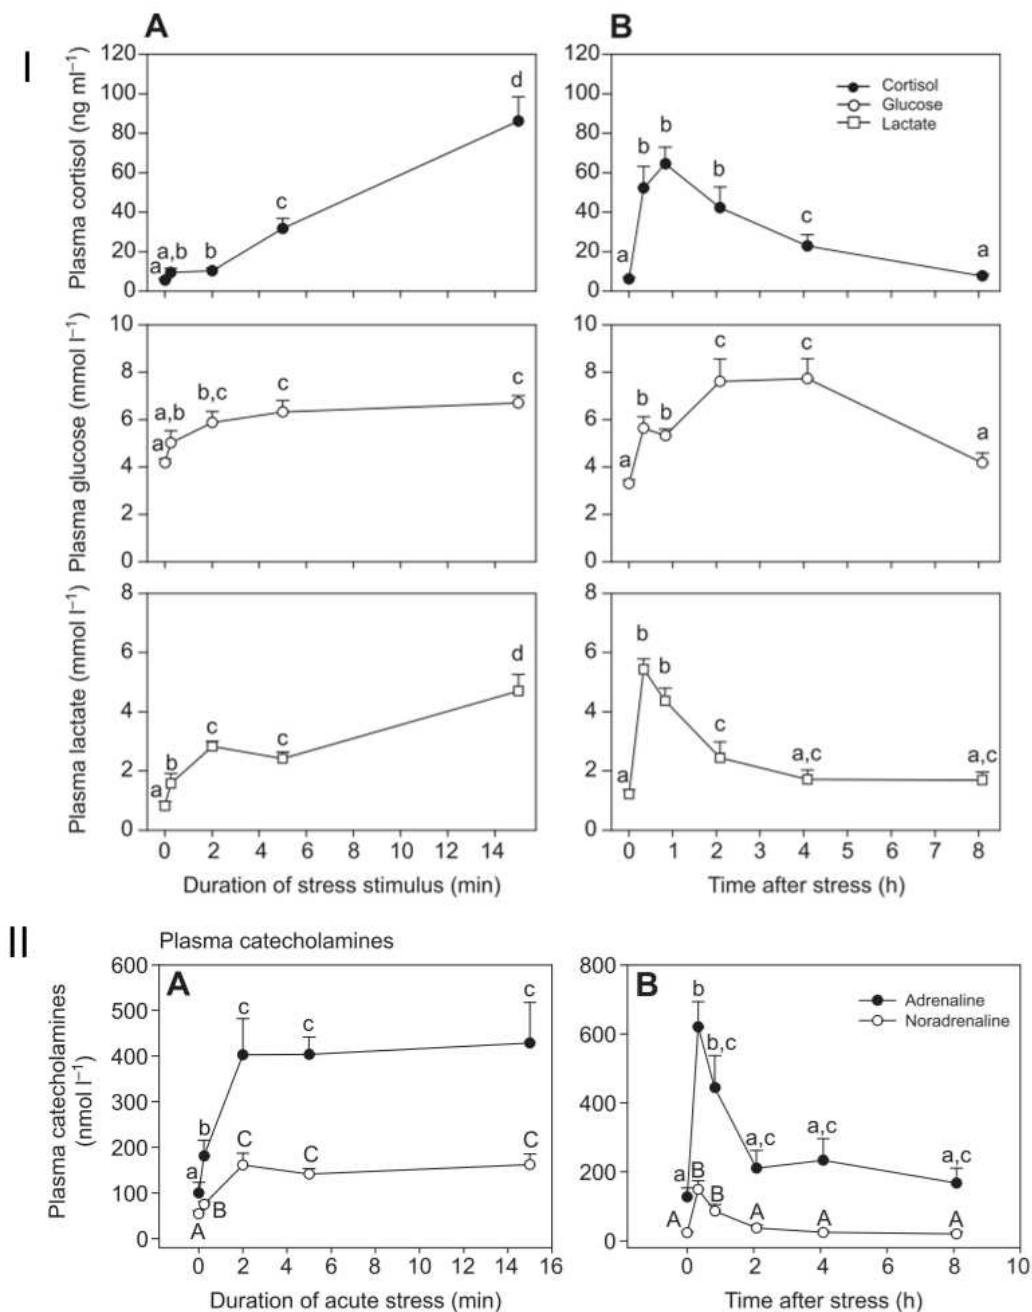 A
B
I
Plasma cortisol (ng ml⁻¹)
120
100
80
60
40
20
0
a
a,b
b
c
d
120
100
80
60
40
20
0
a
b
b
b
c
a
Cortisol
Glucose
Lactate
Plasma glucose (mmol l⁻¹)
10
8
6
4
2
0
a
a,b
b,c
c
c
10
8
6
4
2
0
a
b
b
c
c
a
Plasma lactate (mmol l⁻¹)
8
6
4
2
0
a
b
c
c
d
0 2 4 6 8 10 12 14
Duration of stress stimulus (min)
8
6
4
2
0
a
b
b
c
a,c
a,c
0 1 2 3 4 5 6 7 8
Time after stress (h)
II
Plasma catecholamines
A
Plasma catecholamines
(nmol l⁻¹)
600
500
400
300
200
100
0
a
b
c
c
c
A
B
C
C
C
0 2 4 6 8 10 12 14 16
Duration of acute stress (min)
B
800
600
400
200
0
Adrenaline
Noradrenaline
a
b
b,c
a,c
a,c
a,c
A
B
B
A
A
A
0 2 4 6 8 10
Time after stress (h)